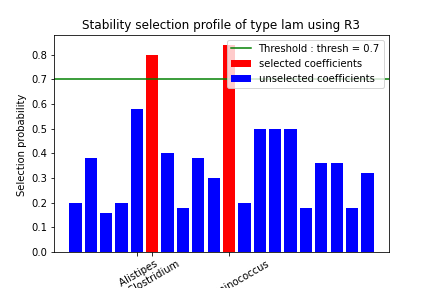 Stability selection profile of type lam using R3
Threshold : thresh = 0.7
selected coefficients
unselected coefficients
Selection probability
0.8
0.7
0.6
0.5
0.4
0.3
0.2
0.1
0.0
Alistipes
Clostridium